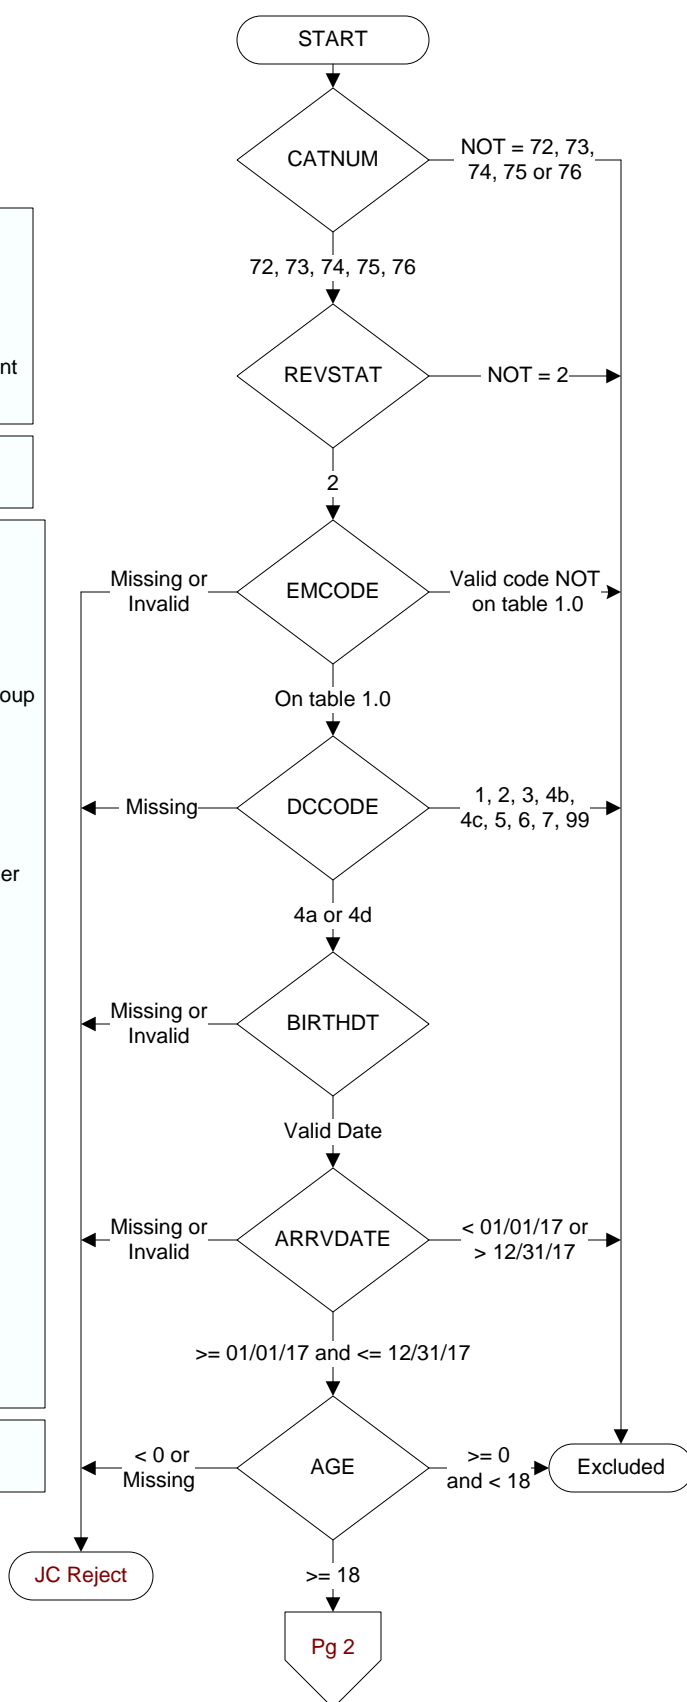 START
CATNUM
NOT = 72, 73,
74, 75 or 76
72, 73, 74, 75, 76
nt
REVSTAT
NOT = 2
2
Missing or
Invalid
EMCODE
Valid code NOT
on table 1.0
oup
On table 1.0
Missing
DCCODE
1, 2, 3, 4b,
4c, 5, 6, 7, 99
er
4a or 4d
Missing or
Invalid
BIRTHDT
Valid Date
Missing or
Invalid
ARRVDATE
< 01/01/17 or
> 12/31/17
>= 01/01/17 and <= 12/31/17
< 0 or
Missing
AGE
>= 0
and < 18
Excluded
JC Reject
>= 18
Pg 2